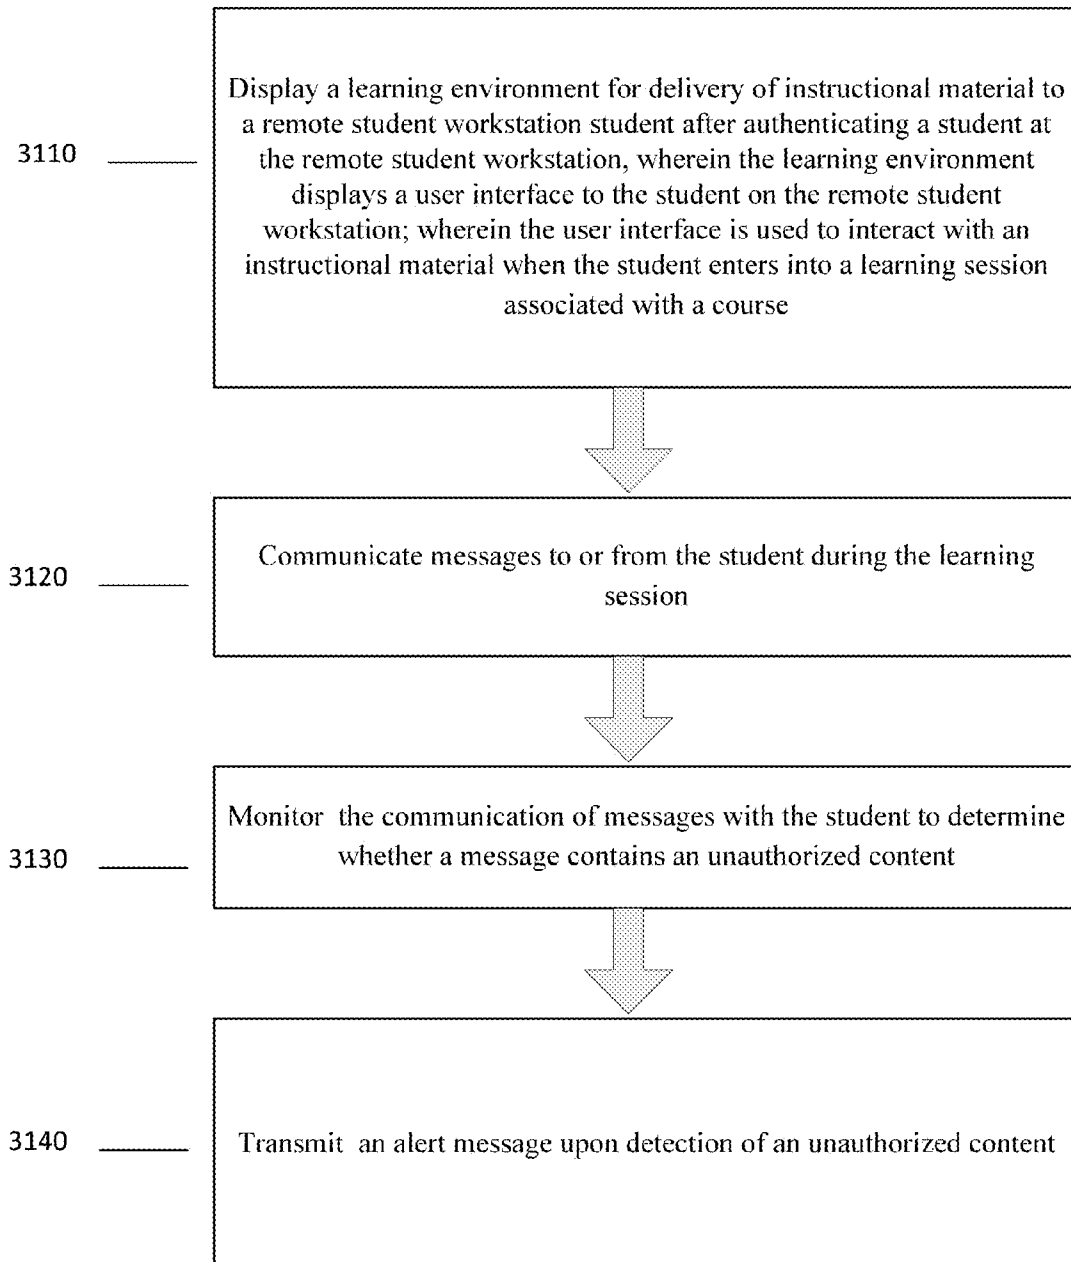 3110
Display a learning environment for delivery of instructional material to
a remote student workstation student after authenticating a student at
the remote student workstation, wherein the learning environment
displays a user interface to the student on the remote student
workstation; wherein the user interface is used to interact with an
instructional material when the student enters into a learning session
associated with a course
3120
Communicate messages to or from the student during the learning
session
3130
Monitor the communication of messages with the student to determine
whether a message contains an unauthorized content
3140
Transmit an alert message upon detection of an unauthorized content